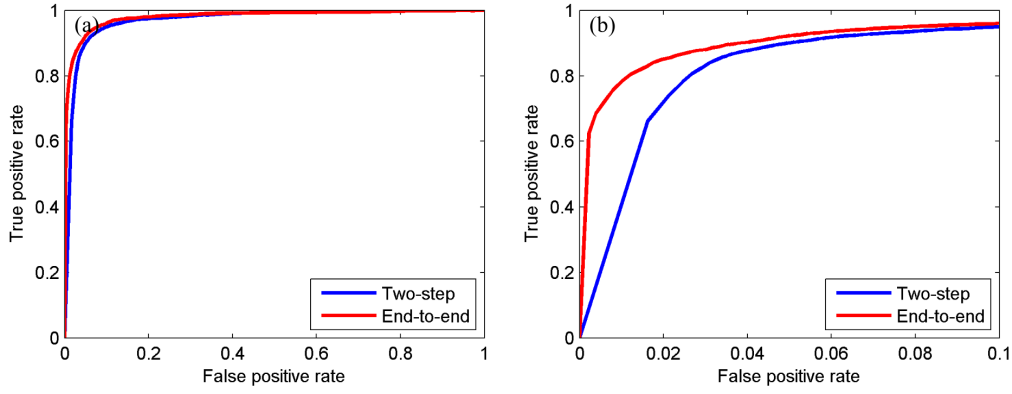 (a)
True positive rate
1
0.8
0.6
0.4
0.2
0
0 0.2 0.4 0.6 0.8 1
False positive rate
Two-step
End-to-end
(b)
True positive rate
1
0.8
0.6
0.4
0.2
0
0 0.02 0.04 0.06 0.08 0.1
False positive rate
Two-step
End-to-end